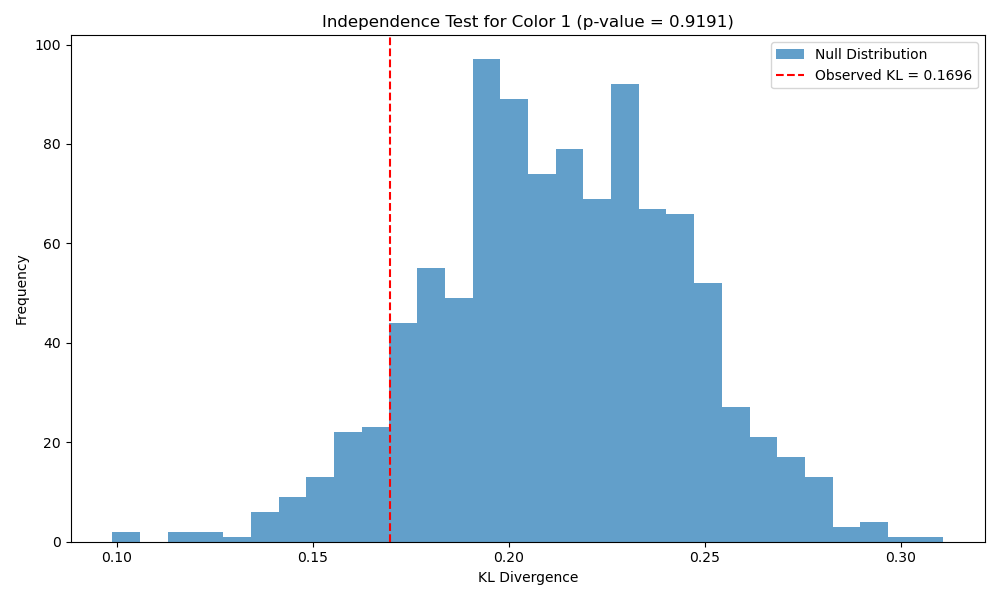 Independence Test for Color 1 (p-value = 0.9191)
Null Distribution
Observed KL = 0.1696
100
80
60
40
20
0
Frequency
0.10
0.15
0.20
0.25
0.30
KL Divergence